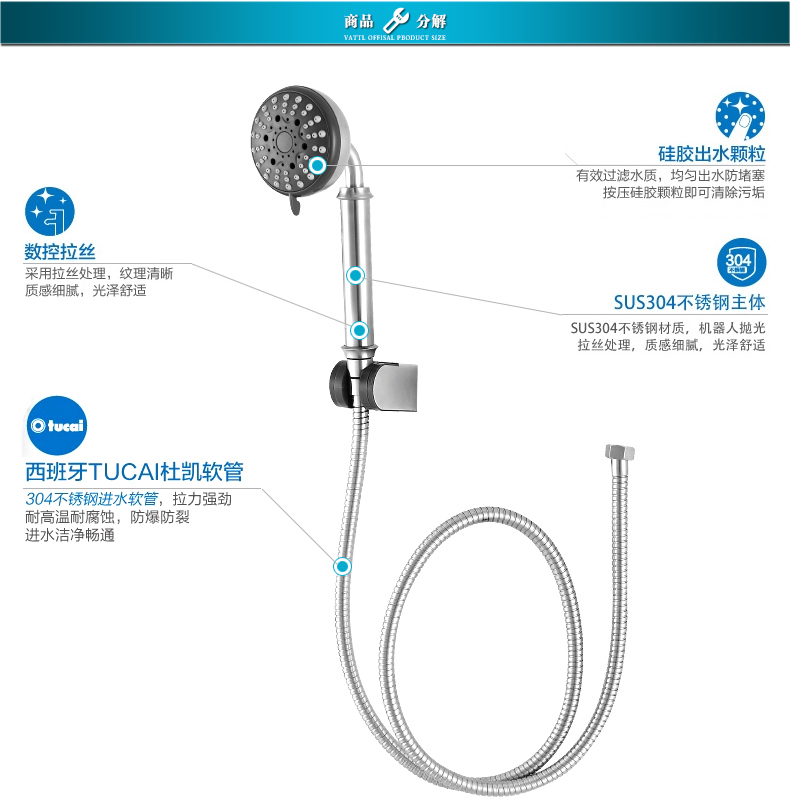 商品 分解
VATTI OFFISAL PRODUCT SIZE
硅胶出水颗粒
有效过滤水质，均匀出水防堵塞
按压硅胶颗粒即可清除污垢
数控拉丝
采用拉丝处理，纹理清晰
质感细腻，光泽舒适
304
不锈钢
SUS304不锈钢主体
SUS304不锈钢材质，机器人抛光
拉丝处理，质感细腻，光泽舒适
tucai
西班牙TUCAI杜凯软管
304不锈钢进水软管，拉力强劲
耐高温耐腐蚀，防爆防裂
进水洁净畅通